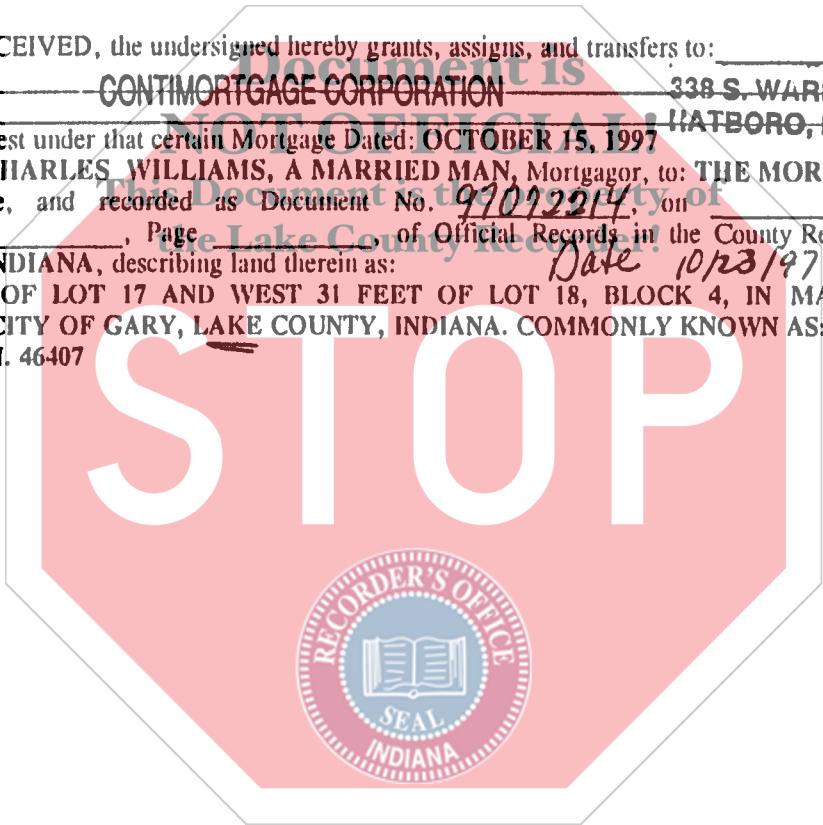 CEIVED, the undersigned hereby grants, assigns, and transfers to:
CONTIMORTGAGE CORPORATION 338 S. WAR
HATBORO,
est under that certain Mortgage Dated: OCTOBER 15, 1997
HARLES WILLIAMS, A MARRIED MAN, Mortgagor, to: THE MOR
e, and recorded as Document No. 97072214, on
, Page , of Official Records in the County Re
NDIANA, describing land therein as: Date 10/23/97
OF LOT 17 AND WEST 31 FEET OF LOT 18, BLOCK 4, IN MA
CITY OF GARY, LAKE COUNTY, INDIANA. COMMONLY KNOWN AS:
N. 46407
Document is
NOT OFFICIAL!
This Document is the property of
the Lake County Recorder!
STOP
RECORDER'S OFFICE
SEAL
INDIANA